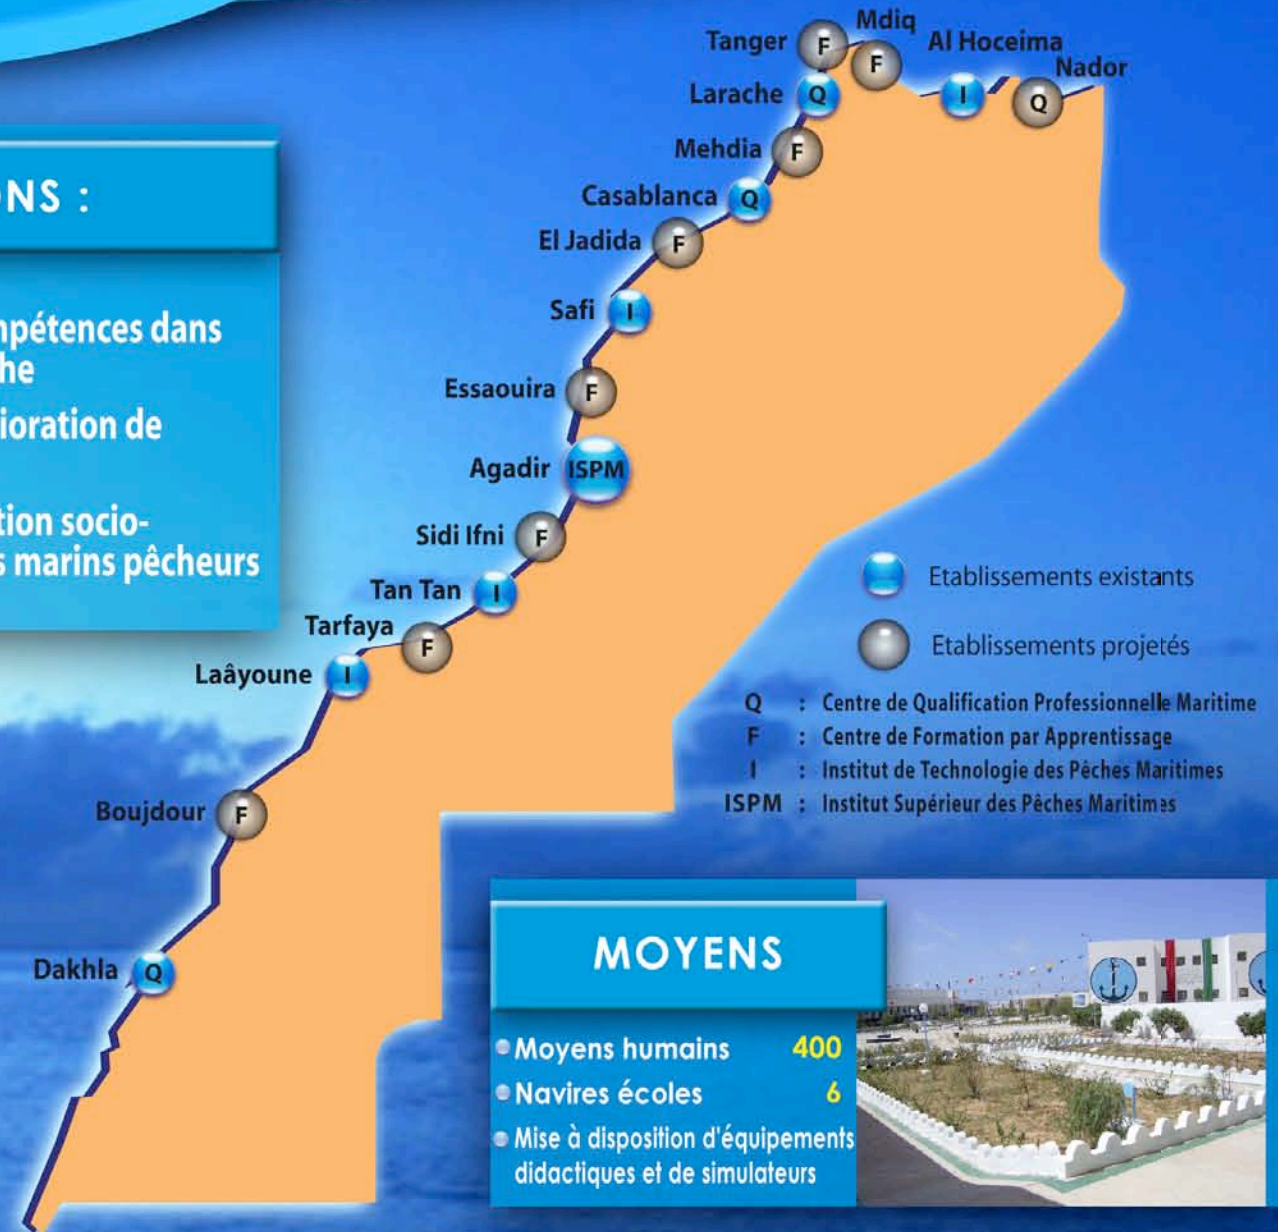 Mdiq
Tanger
F
F
Al Hoceima
Nador
Larache
Q
I
Q
Mehdia
F
Casablanca
Q
El Jadida
F
Safi
I
Essaouira
F
Agadir
ISPM
Sidi Ifni
F
Tan Tan
I
Tarfaya
F
Laâyoune
I
Boujdour
F
Dakhla
Q
ONS :
mpétences dans
che
ioration de
tion socio-
s marins pêcheurs
Etablissements existants
Etablissements projetés
Q : Centre de Qualification Professionnelle Maritime
F : Centre de Formation par Apprentissage
I : Institut de Technologie des Pêches Maritimes
ISPM : Institut Supérieur des Pêches Maritimes
MOYENS
Moyens humains 400
Navires écoles 6
Mise à disposition d'équipements
didactiques et de simulateurs